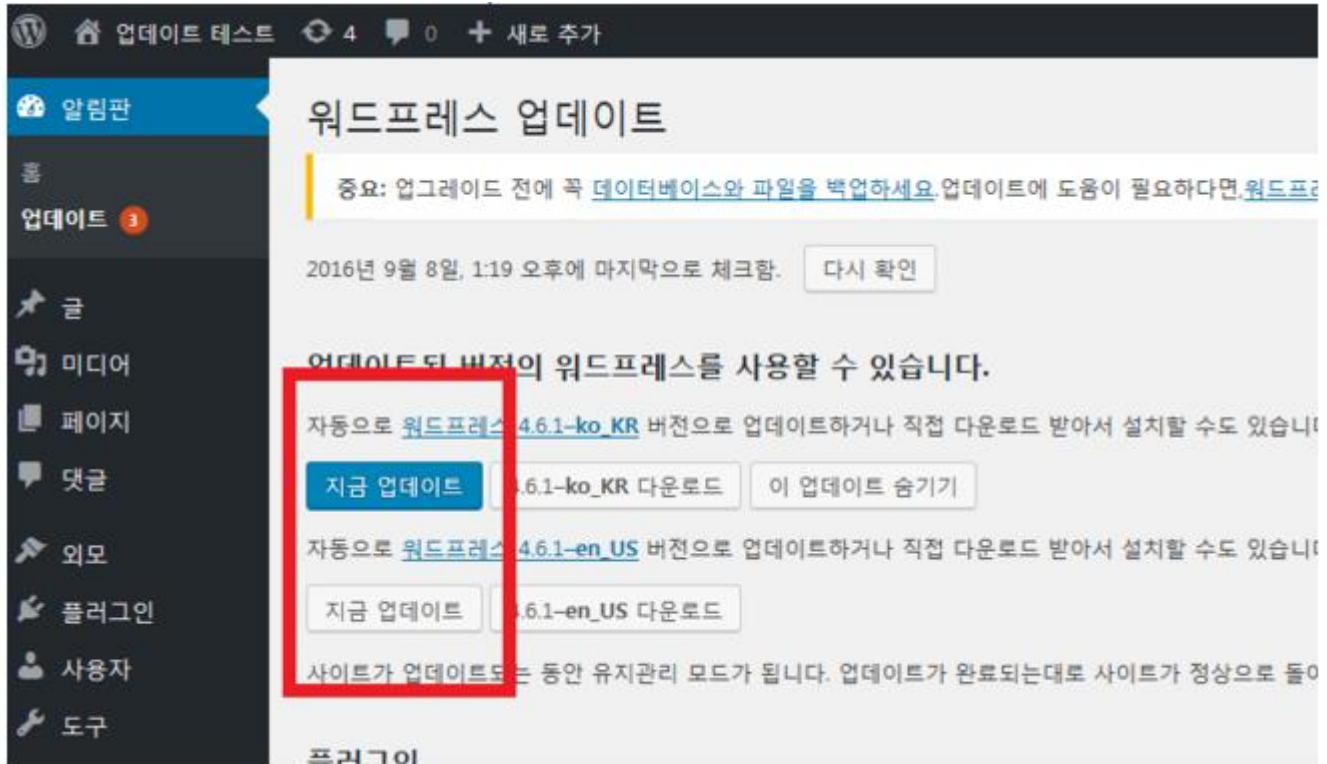 업데이트 테스트 4 0 새로 추가
알림판
홈
업데이트 3
글
미디어
페이지
댓글
외모
플러그인
사용자
도구
워드프레스 업데이트
중요: 업그레이드 전에 꼭 데이터베이스와 파일을 백업하세요.업데이트에 도움이 필요하다면,워드프
2016년 9월 8일, 1:19 오후에 마지막으로 체크함. 다시 확인
업데이트된 버전의 워드프레스를 사용할 수 있습니다.
자동으로 워드프레스 4.6.1–ko_KR 버전으로 업데이트하거나 직접 다운로드 받아서 설치할 수도 있습니
지금 업데이트 .6.1–ko_KR 다운로드 이 업데이트 숨기기
자동으로 워드프레스 4.6.1–en_US 버전으로 업데이트하거나 직접 다운로드 받아서 설치할 수도 있습니
지금 업데이트 .6.1–en_US 다운로드
사이트가 업데이트되는 동안 유지관리 모드가 됩니다. 업데이트가 완료되는대로 사이트가 정상으로 돌아
플러그인